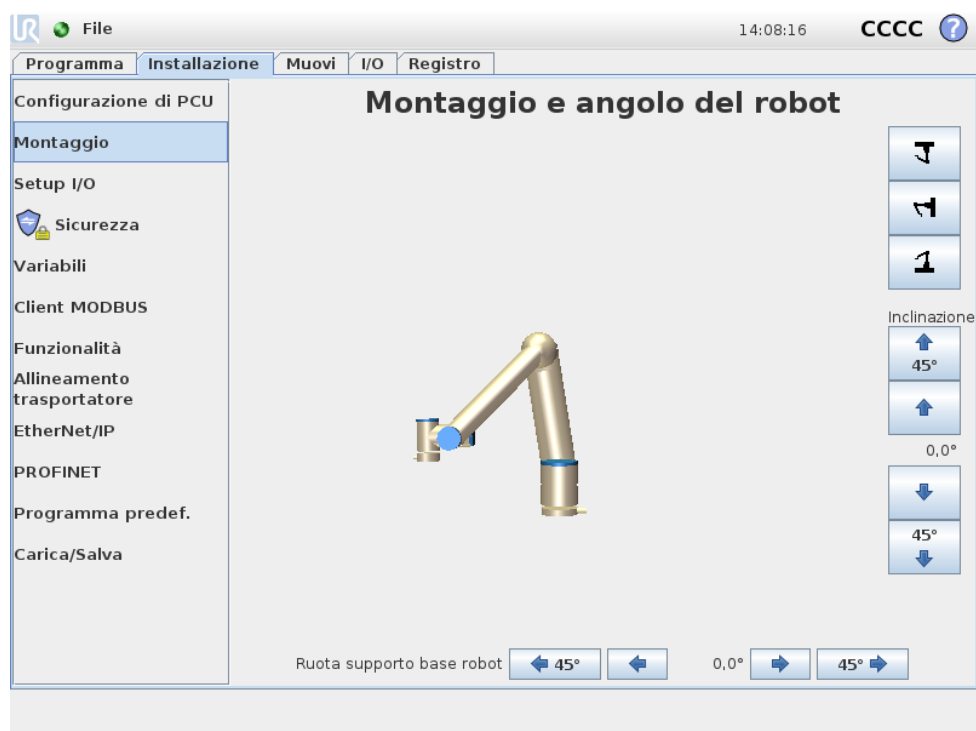 UR File 14:08:16 CCCC ?
Programma Installazione Muovi I/O Registro
Configurazione di PCU
Montaggio
Setup I/O
Sicurezza
Variabili
Client MODBUS
Funzionalità
Allineamento
trasportatore
EtherNet/IP
PROFINET
Programma predef.
Carica/Salva
Montaggio e angolo del robot
Inclinazione
45°
0,0°
45°
Ruota supporto base robot 45° 0,0° 45°